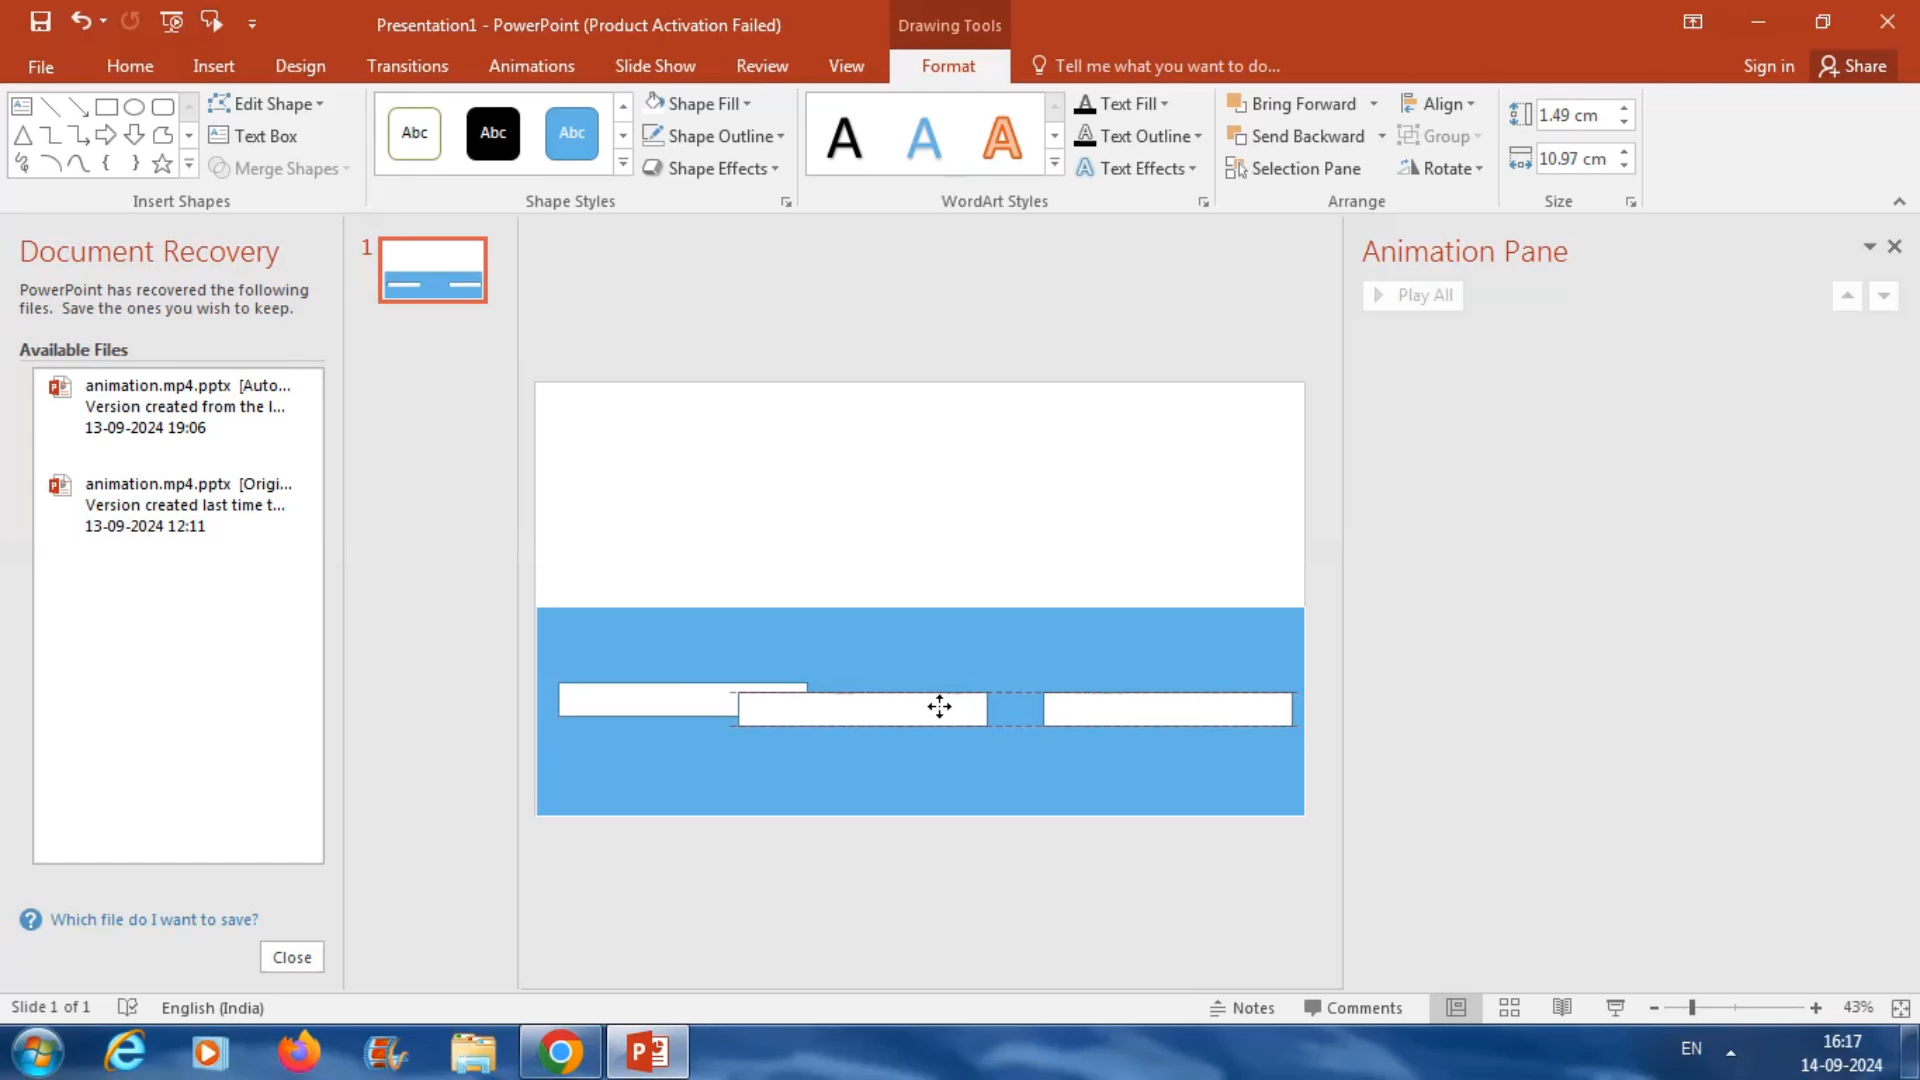 Presentation1 - PowerPoint (Product Activation Failed)
Drawing Tools
File
Home
Insert
Design
Transitions
Animations
Slide Show
Review
View
Format
Tell me what you want to do...
Sign in
Share
Edit Shape
Text Box
Merge Shapes
Insert Shapes
Abc
Abc
Abc
Shape Fill
Shape Outline
Shape Effects
Shape Styles
A
A
A
Text Fill
Text Outline
Text Effects
WordArt Styles
Bring Forward
Send Backward
Selection Pane
Align
Group
Rotate
Arrange
1.49 cm
10.97 cm
Size
Document Recovery
PowerPoint has recovered the following
files. Save the ones you wish to keep.
Available Files
animation.mp4.pptx [Auto...
Version created from the l...
13-09-2024 19:06
animation.mp4.pptx [Origi...
Version created last time t...
13-09-2024 12:11
Which file do I want to save?
Close
1
Animation Pane
Play All
Slide 1 of 1
English (India)
Notes
Comments
43%
EN
16:17
14-09-2024